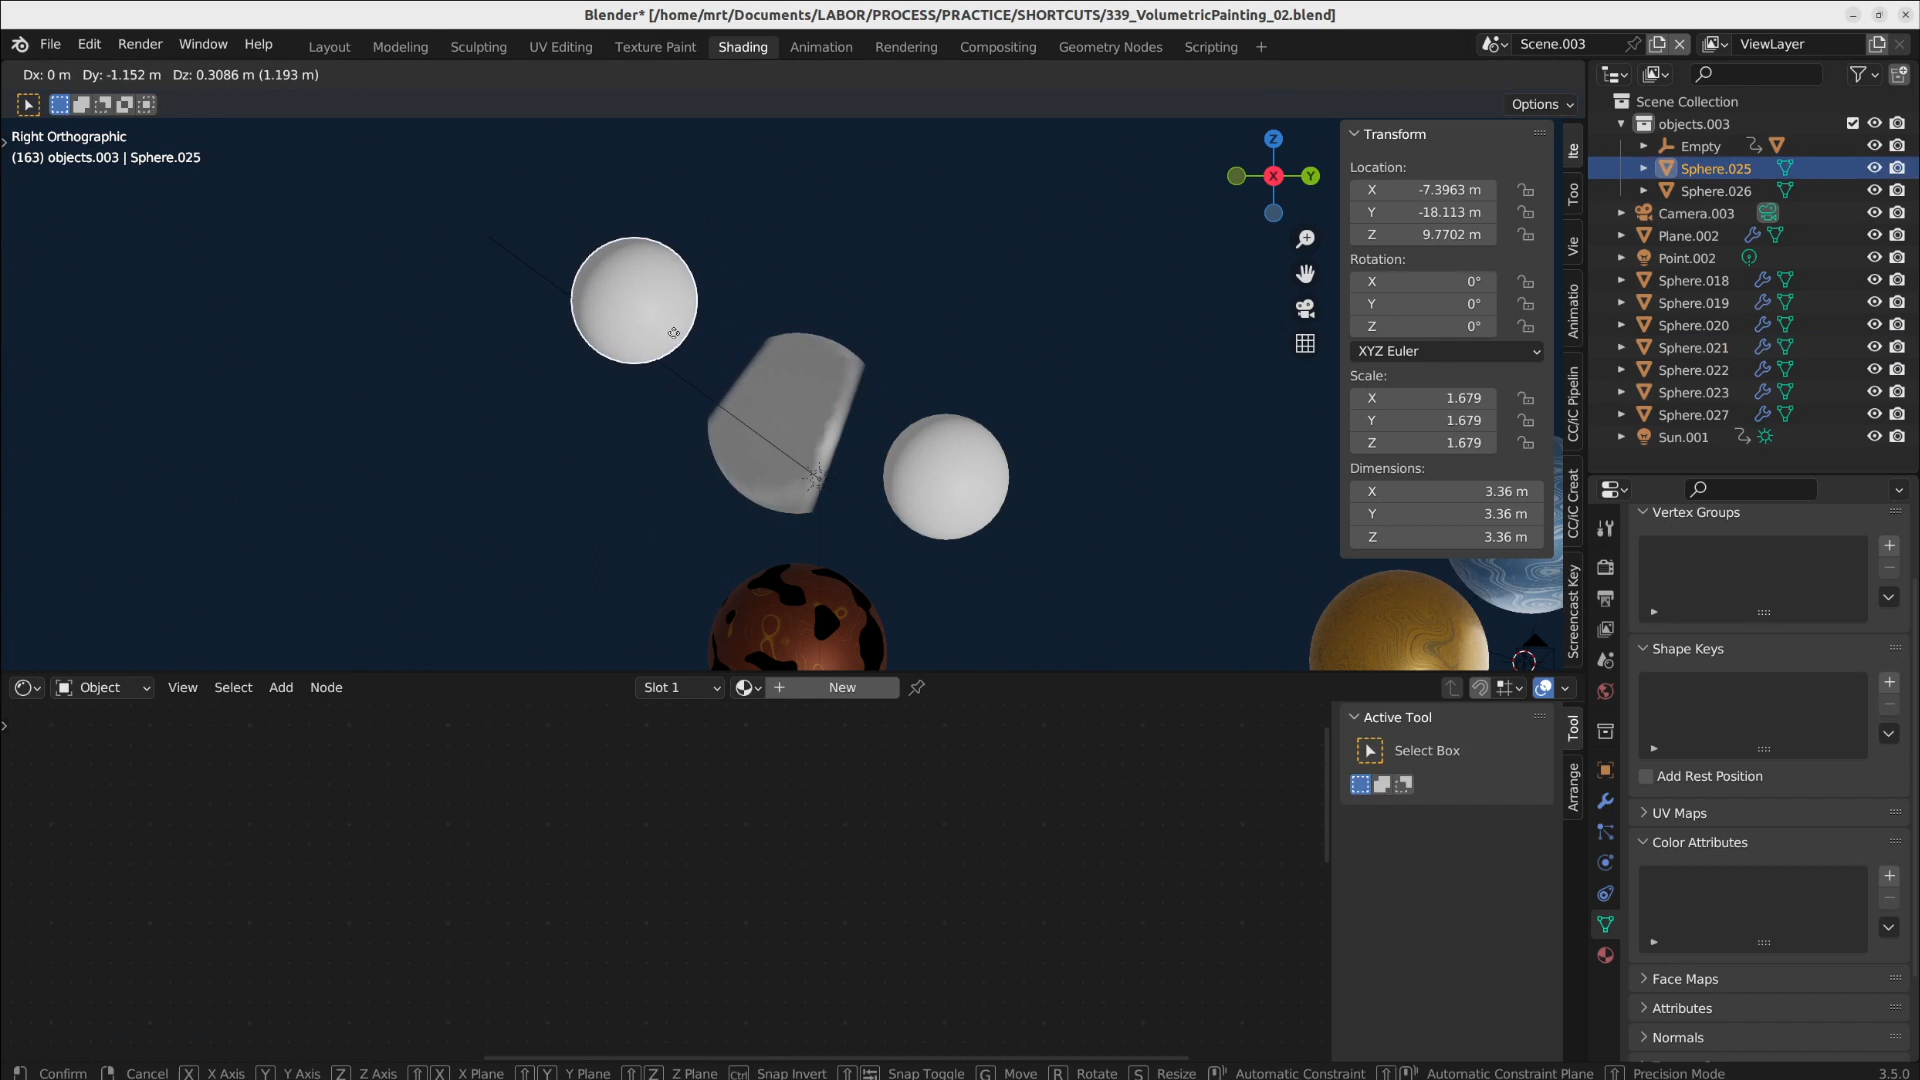 Blender* [/home/mrt/Documents/LABOR/PROCESS/PRACTICE/SHORTCUTS/339_VolumetricPainting_02.blend]
File Edit Render Window Help Layout Modeling Sculpting UV Editing Texture Paint Shading Animation Rendering Compositing Geometry Nodes Scripting + Scene.003 ViewLayer
Dx: 0 m Dy: -1.152 m Dz: 0.3086 m (1.193 m)
Options
Right Orthographic
(163) objects.003 | Sphere.025
Z
X
Y
Transform
Location:
X -7.3963 m
Y -18.113 m
Z 9.7702 m
Rotation:
X 0°
Y 0°
Z 0°
XYZ Euler
Scale:
X 1.679
Y 1.679
Z 1.679
Dimensions:
X 3.36 m
Y 3.36 m
Z 3.36 m
Ite
Too
Vie
Animatio
CC/iC Pipelin
CC/iC Creat
Screencast Key
Scene Collection
objects.003
Empty
Sphere.025
Sphere.026
Camera.003
Plane.002
Point.002
Sphere.018
Sphere.019
Sphere.020
Sphere.021
Sphere.022
Sphere.023
Sphere.027
Sun.001
Vertex Groups
Shape Keys
Add Rest Position
UV Maps
Color Attributes
Face Maps
Attributes
Normals
Object View Select Add Node Slot 1 New
Active Tool
Select Box
Tool
Arrange
Confirm Cancel X X Axis Y Y Axis Z Z Axis X X Plane Y Y Plane Z Z Plane Ctrl Snap Invert Snap Toggle G Move R Rotate S Resize Automatic Constraint Automatic Constraint Plane Precision Mode 3.5.0